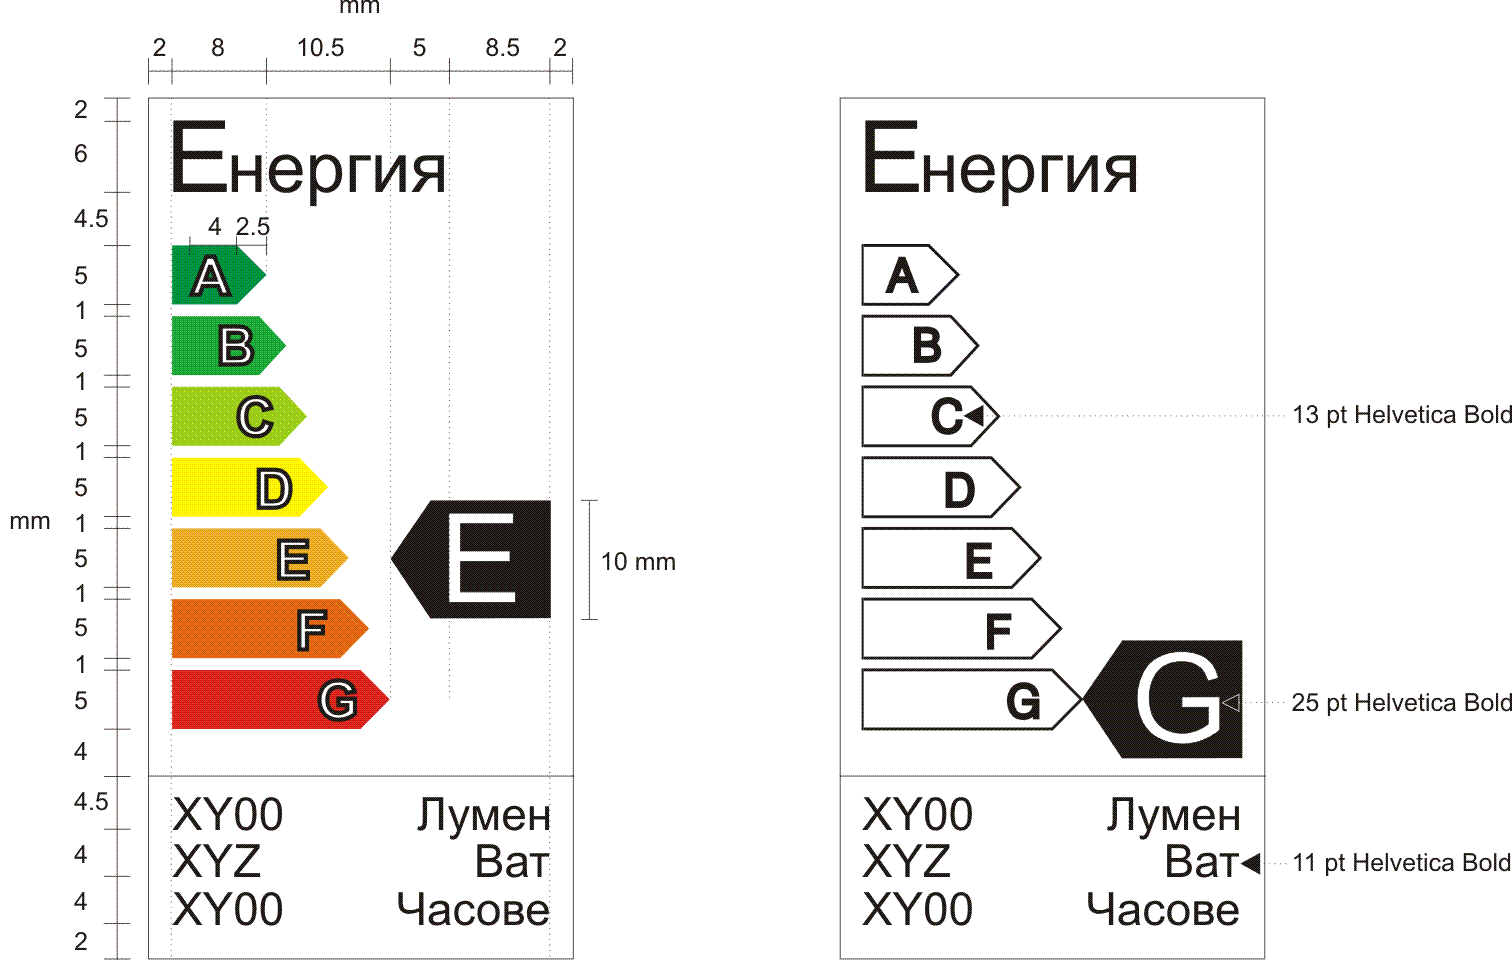 mm
2 8 10.5 5 8.5 2
2
6
4.5
5
1
5
1
5
1
5
1
5
1
5
1
5
4
4.5
4
4
2
mm
Енергия
4 2.5
A
B
C
D
E
F
G
E
10 mm
XY00 Лумен
XYZ Ват
XY00 Часове
Енергия
A
B
C
D
E
F
G
G
13 pt Helvetica Bold
25 pt Helvetica Bold
XY00 Лумен
XYZ Ват
XY00 Часове
11 pt Helvetica Bold